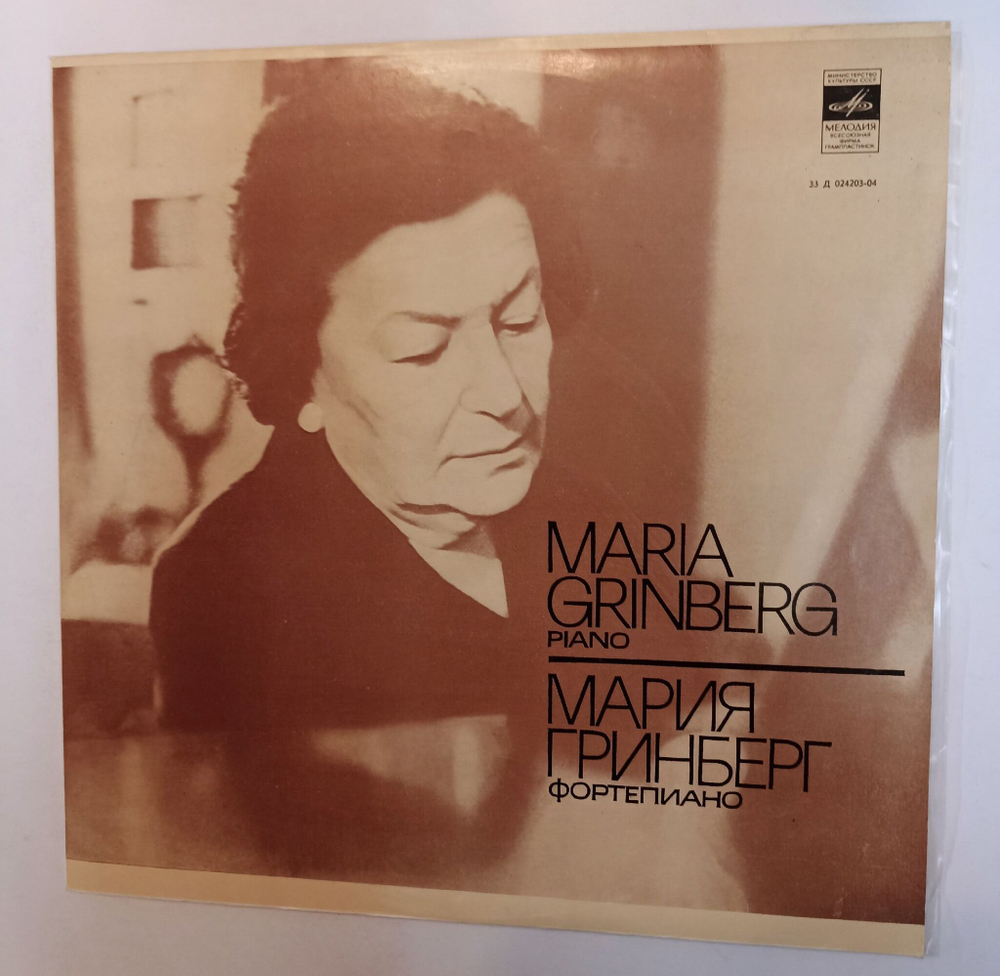 МИНИСТЕРСТВО
КУЛЬТУРЫ СССР
МЕЛОДИЯ
ВСЕСОЮЗНАЯ
ФИРМА
ГРАМПЛАСТИНОК
33 Д 024203-04
MARIA
GRINBERG
PIANO
МАРИЯ
ГРИНБЕРГ
ФОРТЕПИАНО